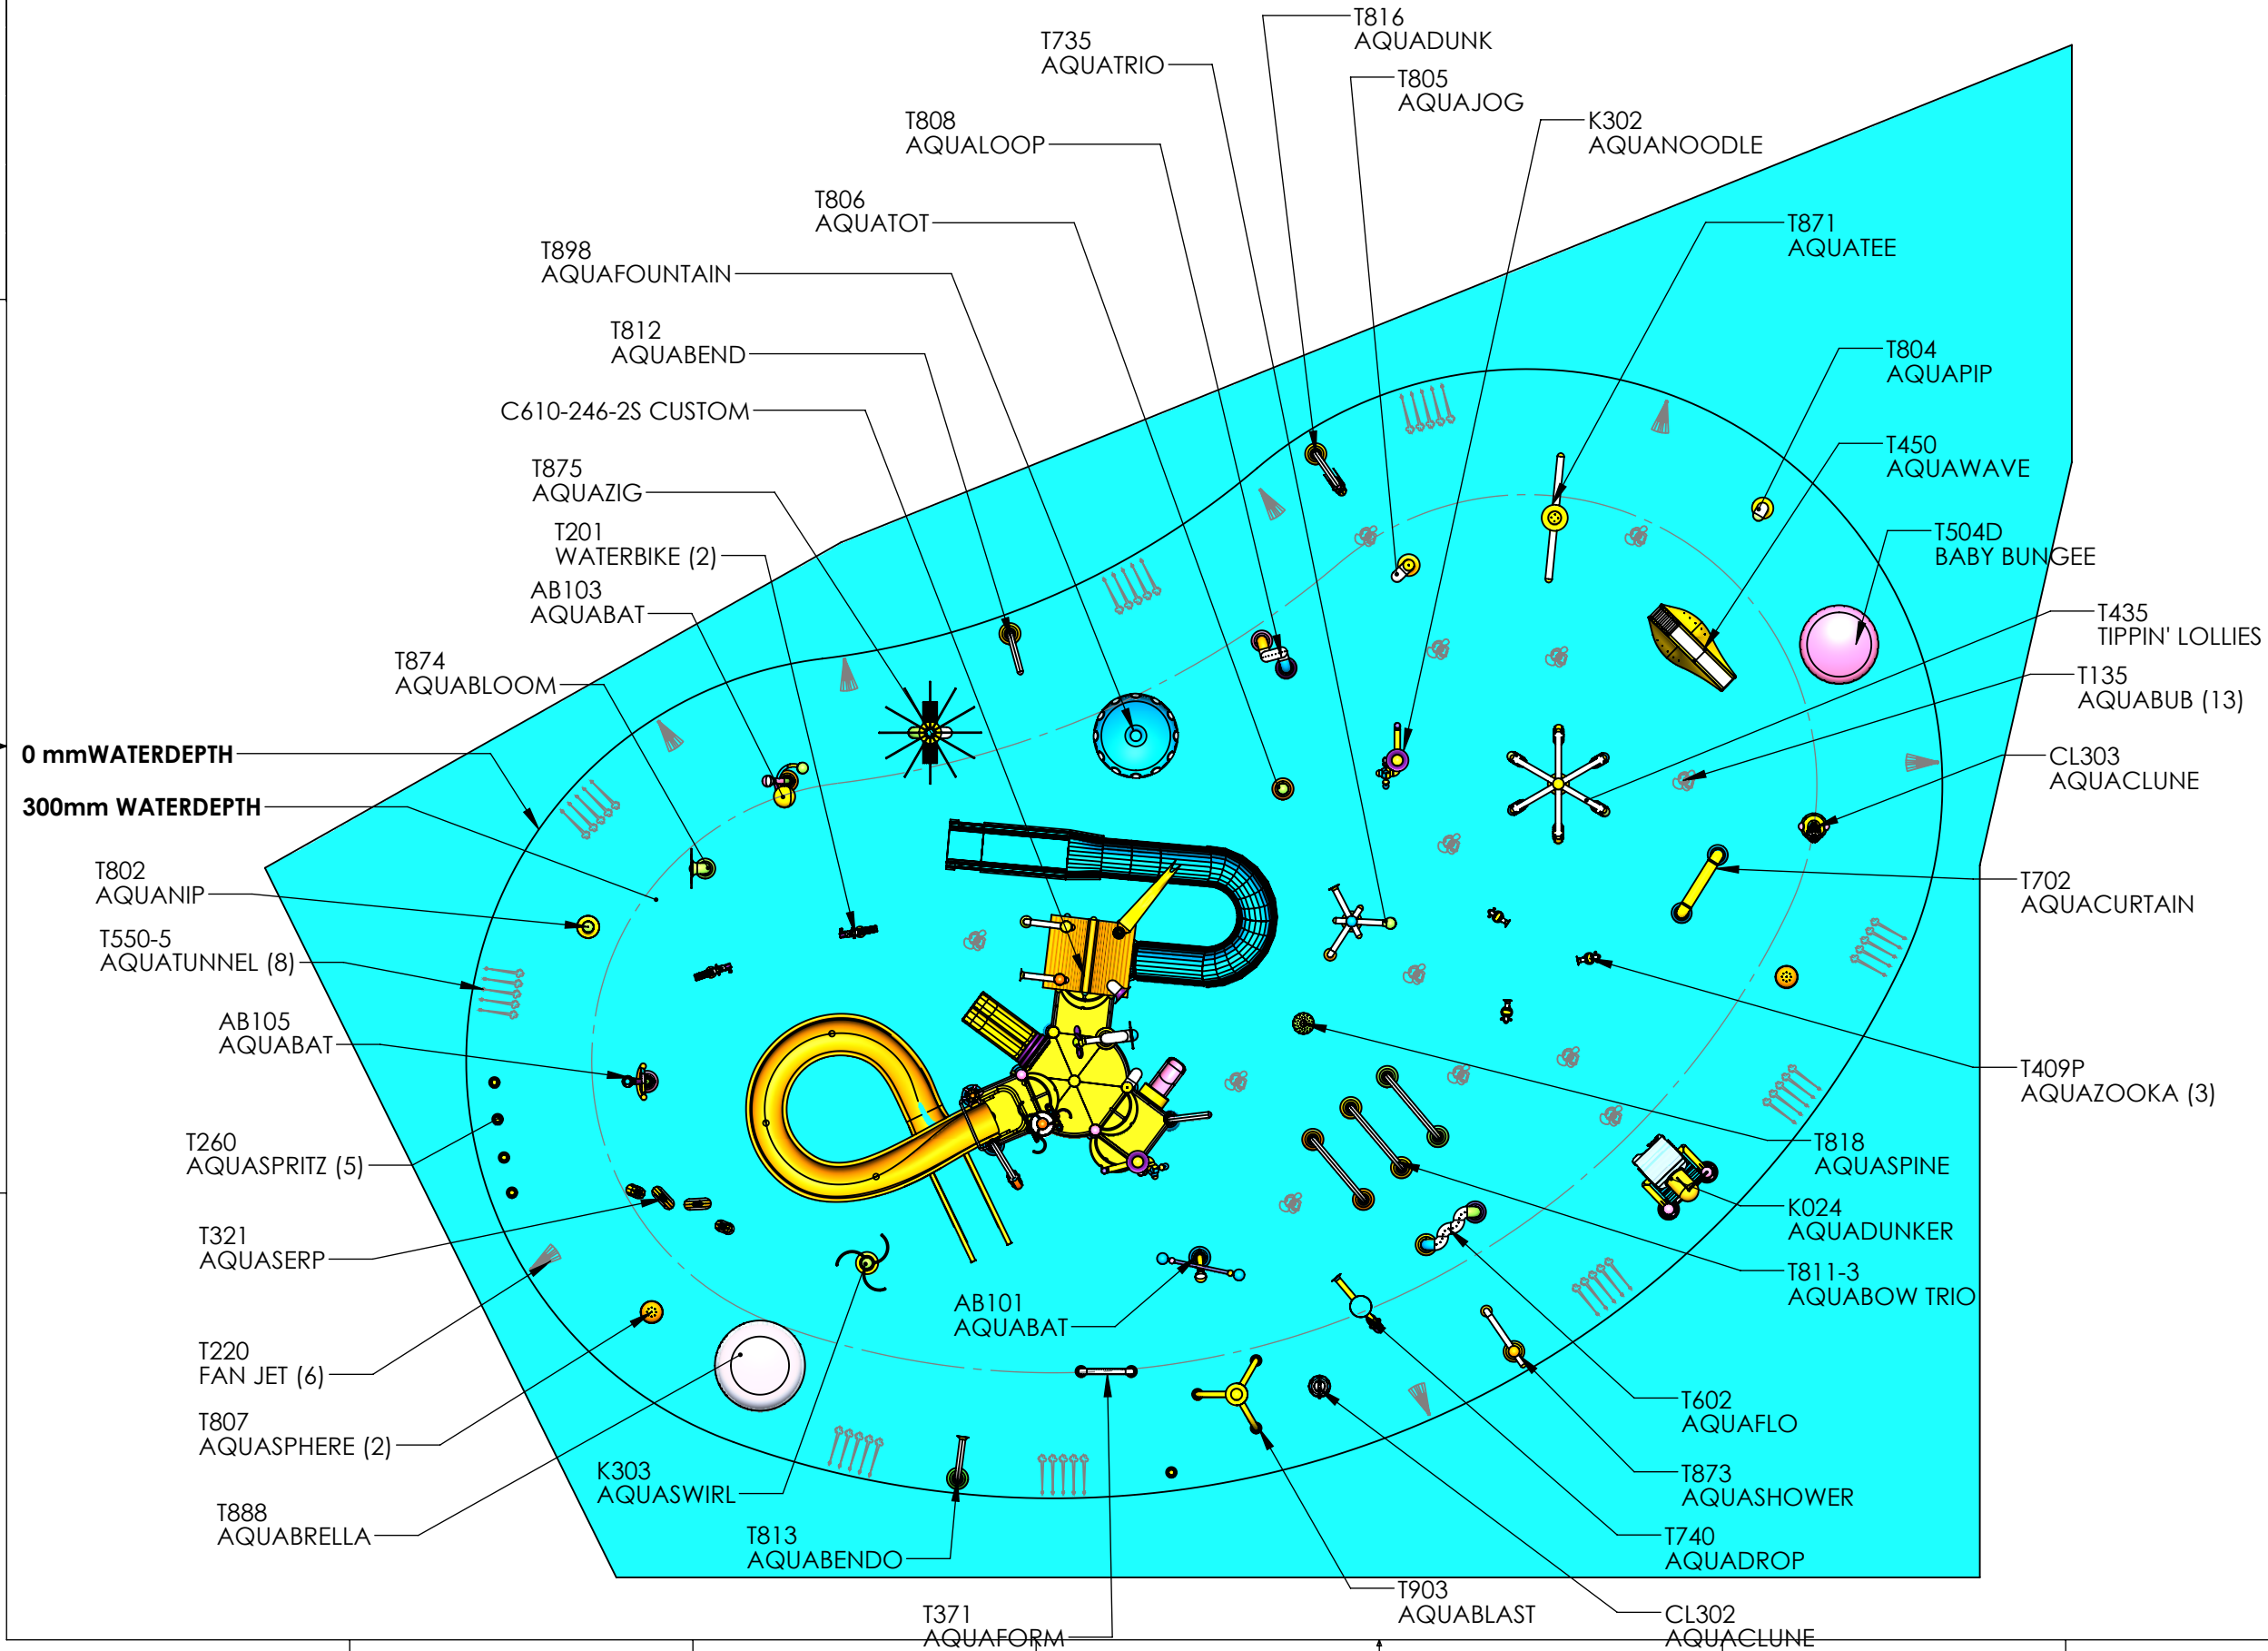 T816
AQUADUNK
T735
AQUATRIO
T805
AQUAJOG
T808
AQUALOOP
K302
AQUANOODLE
T806
AQUATOT
T871
AQUATEE
T898
AQUAFOUNTAIN
T812
AQUABEND
T804
AQUAPIP
C610-246-2S CUSTOM
T450
AQUAWAVE
T875
AQUAZIG
T201
WATERBIKE (2)
T504D
BABY BUNGEE
AB103
AQUABAT
T435
TIPPIN' LOLLIES
T874
AQUABLOOM
T135
AQUABUB (13)
0 mmWATERDEPTH
CL303
AQUACLUNE
300mm WATERDEPTH
T802
AQUANIP
T702
AQUACURTAIN
T550-5
AQUATUNNEL (8)
AB105
AQUABAT
T409P
AQUAZOOKA (3)
T260
AQUASPRITZ (5)
T818
AQUASPINE
T321
AQUASERP
K024
AQUADUNKER
T811-3
AQUABOW TRIO
AB101
AQUABAT
T220
FAN JET (6)
T602
AQUAFLO
T807
AQUASPHERE (2)
K303
AQUASWIRL
T873
AQUASHOWER
T888
AQUABRELLA
T813
AQUABENDO
T740
AQUADROP
T903
AQUABLAST
T371
AQUAFORM
CL302
AQUACLUNE